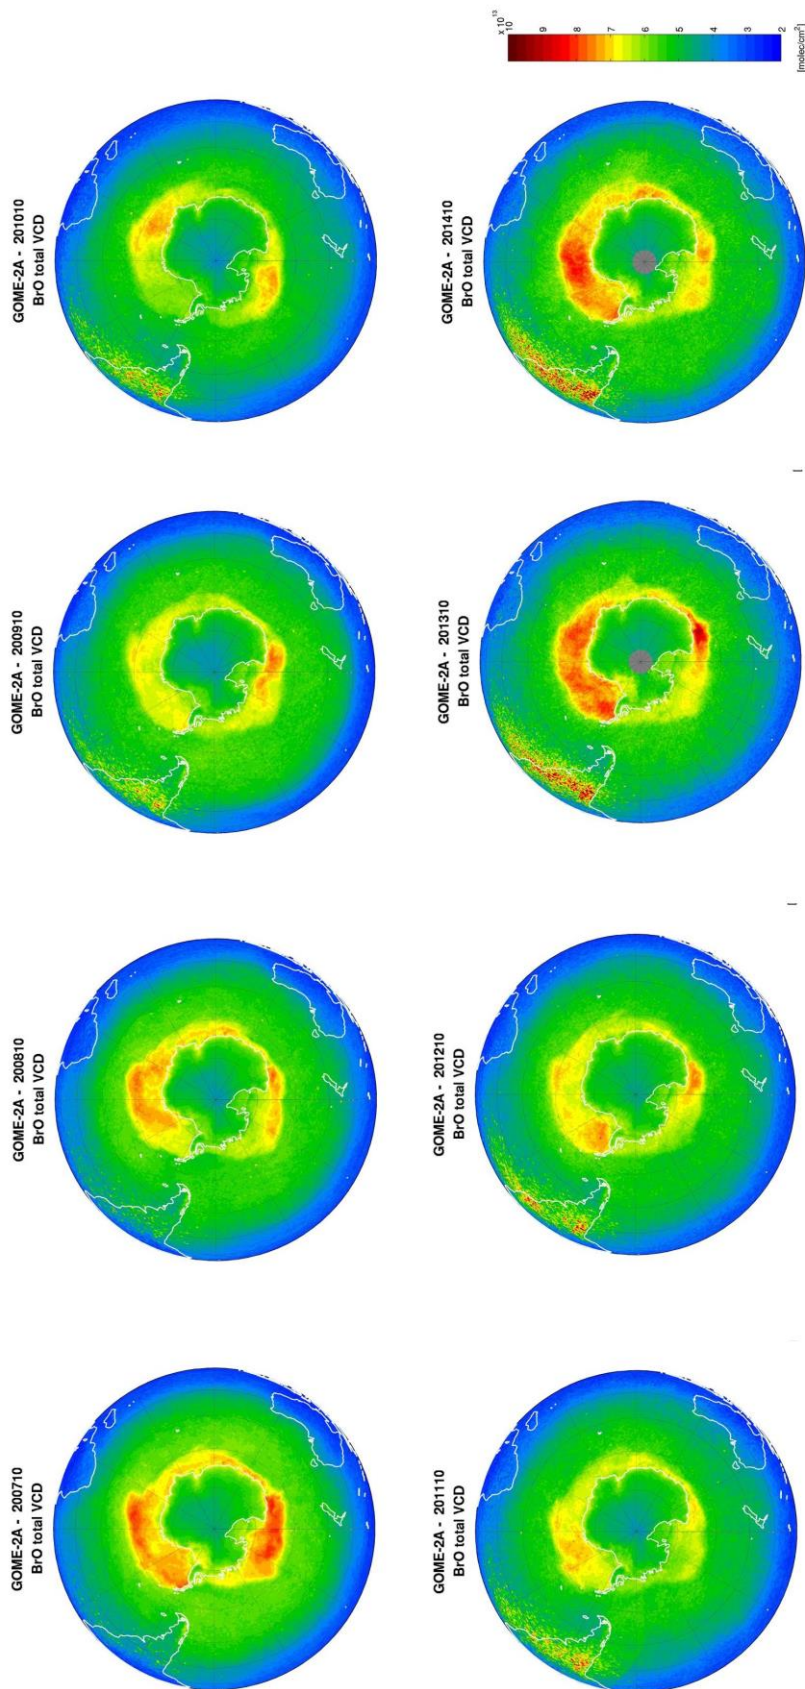 GOME-2A - 200710
BrO total VCD
GOME-2A - 200810
BrO total VCD
GOME-2A - 200910
BrO total VCD
GOME-2A - 201010
BrO total VCD
GOME-2A - 201110
BrO total VCD
GOME-2A - 201210
BrO total VCD
GOME-2A - 201310
BrO total VCD
GOME-2A - 201410
BrO total VCD
x 10¹³
10
9
8
7
6
5
4
3
2
[molec/cm²]